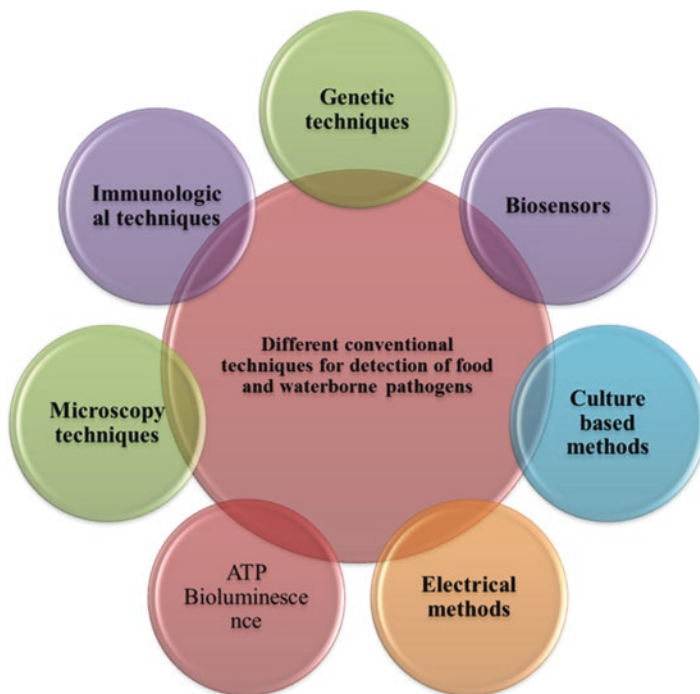 Genetic
techniques
Immunologic
al techniques
Biosensors
Different conventional
techniques for detection of food
and waterborne pathogens
Microscopy
techniques
Culture
based
methods
ATP
Bioluminesce
nce
Electrical
methods